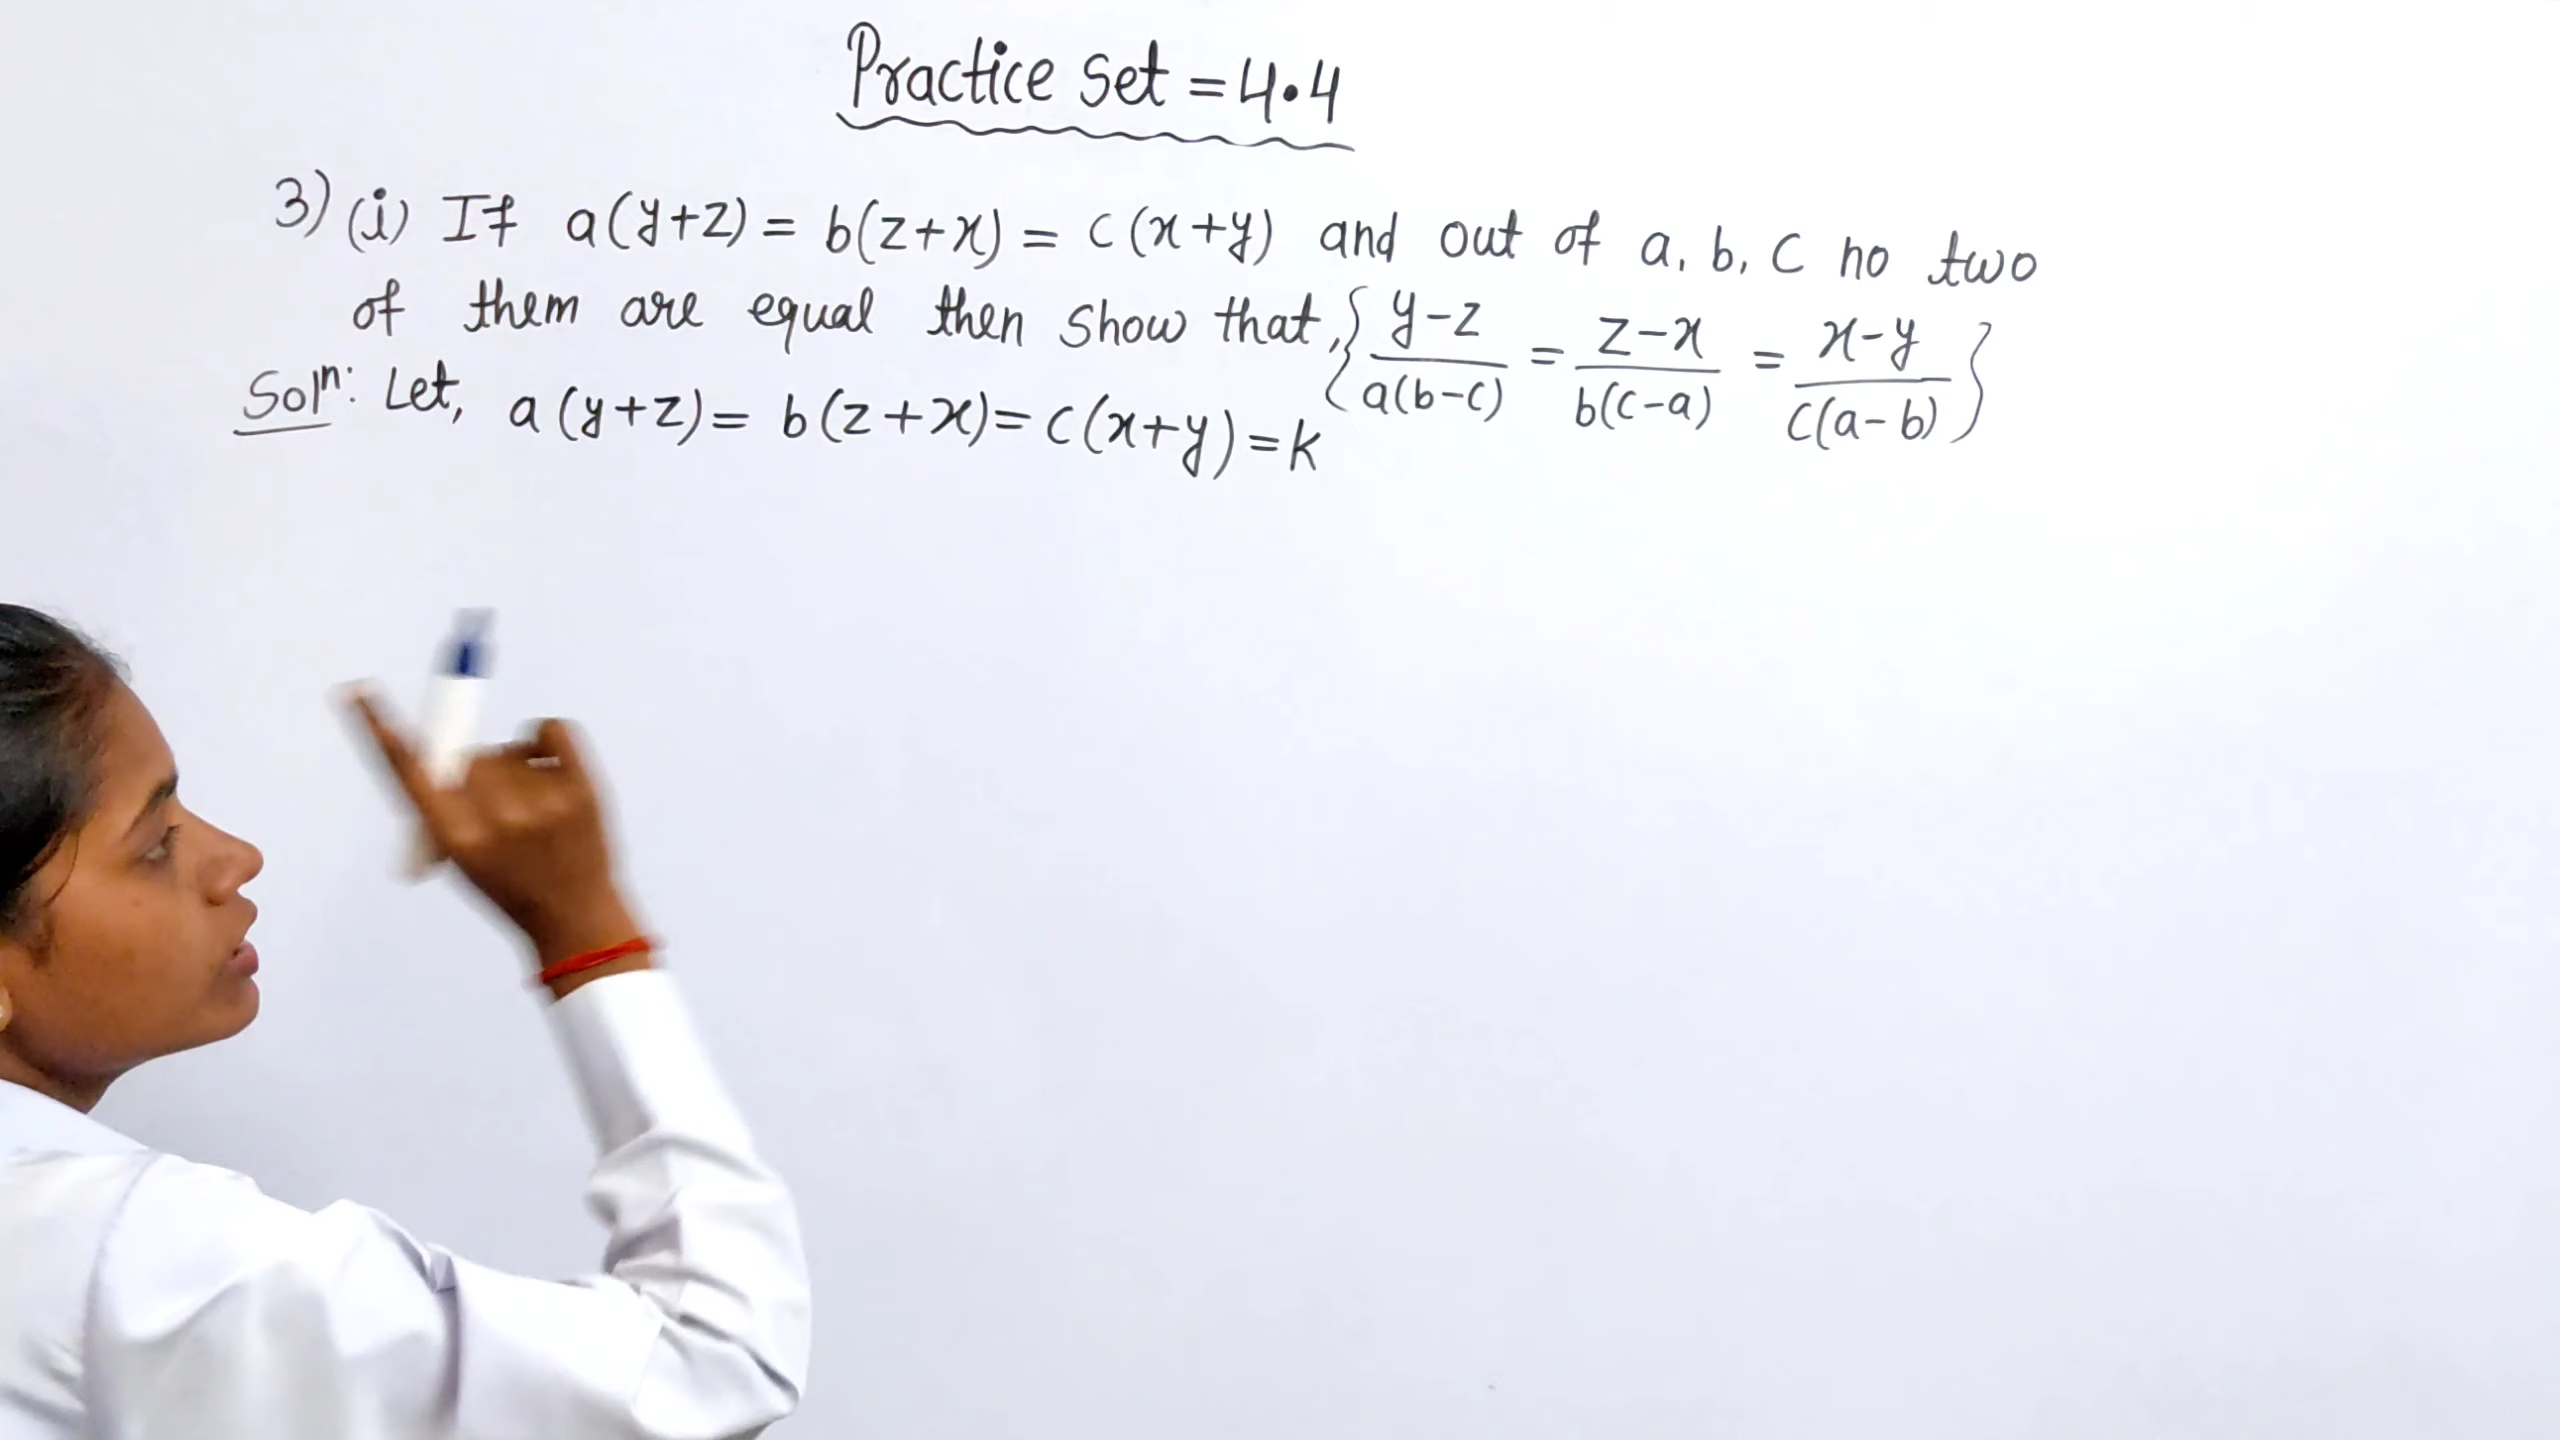 Practice Set = 4.4
3) (i) If a(y+z) = b(z+x) = c(x+y) and out of a, b, c no two
of them are equal then show that, { (y-z)/(a(b-c)) = (z-x)/(b(c-a)) = (x-y)/(c(a-b)) }
Solⁿ: Let, a(y+z) = b(z+x) = c(x+y) = k